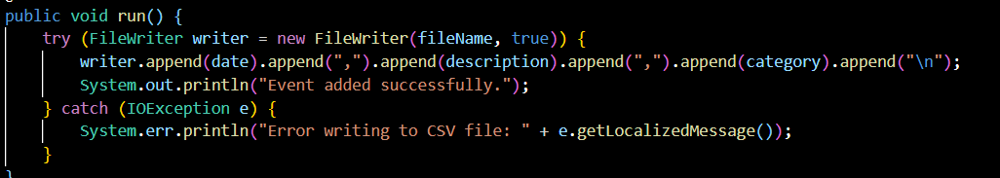 public void run() {
    try (FileWriter writer = new FileWriter(fileName, true)) {
        writer.append(date).append(",").append(description).append(",").append(category).append("\n");
        System.out.println("Event added successfully.");
    } catch (IOException e) {
        System.err.println("Error writing to CSV file: " + e.getLocalizedMessage());
    }
}